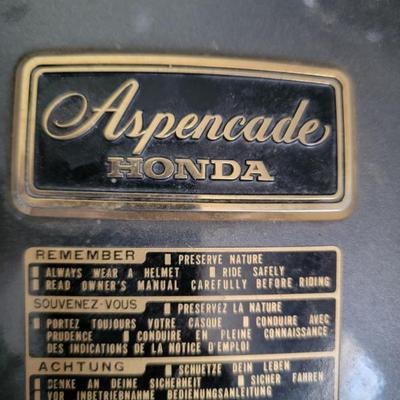 Aspencade
HONDA
REMEMBER ▮ PRESERVE NATURE
▮ ALWAYS WEAR A HELMET ▮ RIDE SAFELY
▮ READ OWNER'S MANUAL CAREFULLY BEFORE RIDING
SOUVENEZ-VOUS ▮ PRESERVEZ LA NATURE
▮ PORTEZ TOUJOURS VOTRE CASQUE ▮ CONDUIRE AVEC
PRUDENCE ▮ CONDUIRE EN PLEINE CONNAISSANCE
DES INDICATIONS DE LA NOTICE D'EMPLOI
ACHTUNG ▮ SCHUETZE DEIN LEBEN
▮ DENKE AN DEINE SICHERHEIT ▮ SICHER FAHREN
▮ VOR INBETRIEBNAHME BEDIENUNGSANLEITUNG